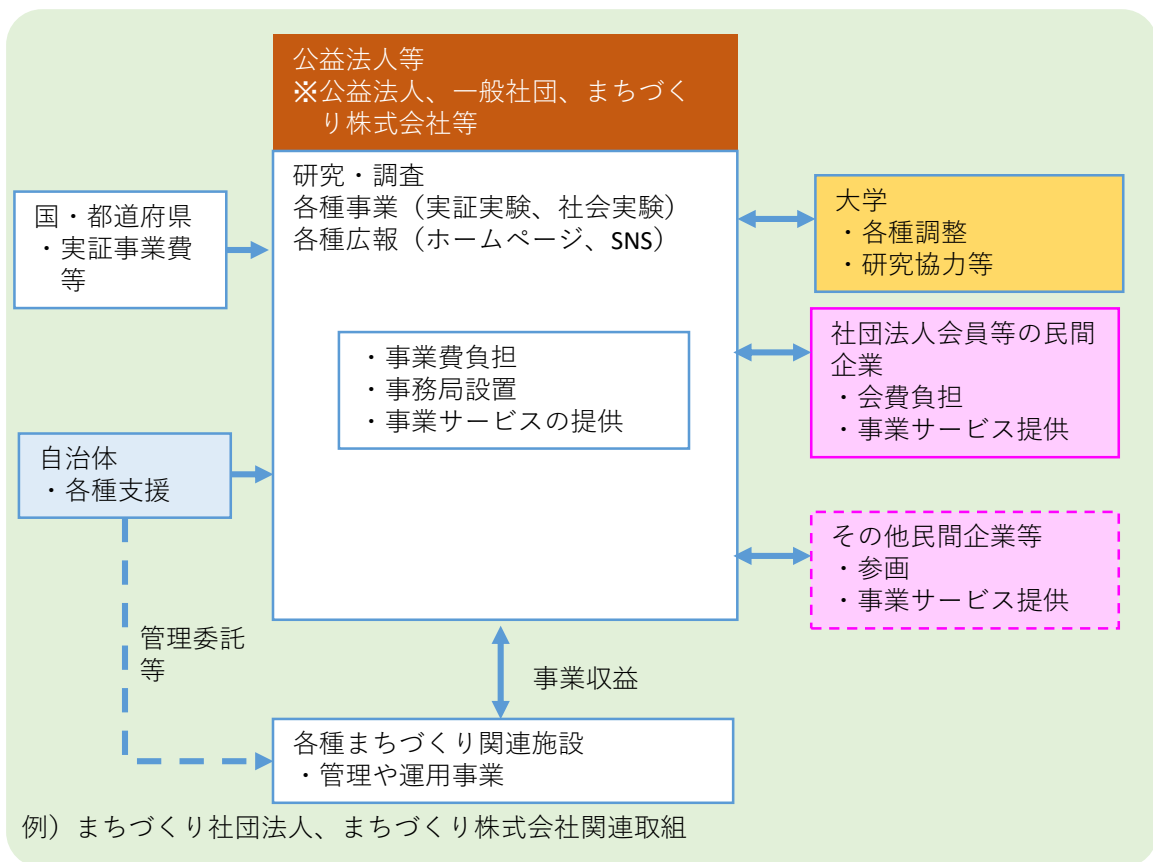 公益法人等
※公益法人、一般社団、まちづく
り株式会社等
研究・調査
各種事業（実証実験、社会実験）
各種広報（ホームページ、SNS）
・事業費負担
・事務局設置
・事業サービスの提供
国・都道府県
・実証事業費
等
自治体
・各種支援
管理委託
等
大学
・各種調整
・研究協力等
社団法人会員等の民間
企業
・会費負担
・事業サービス提供
その他民間企業等
・参画
・事業サービス提供
事業収益
各種まちづくり関連施設
・管理や運用事業
例）まちづくり社団法人、まちづくり株式会社関連取組